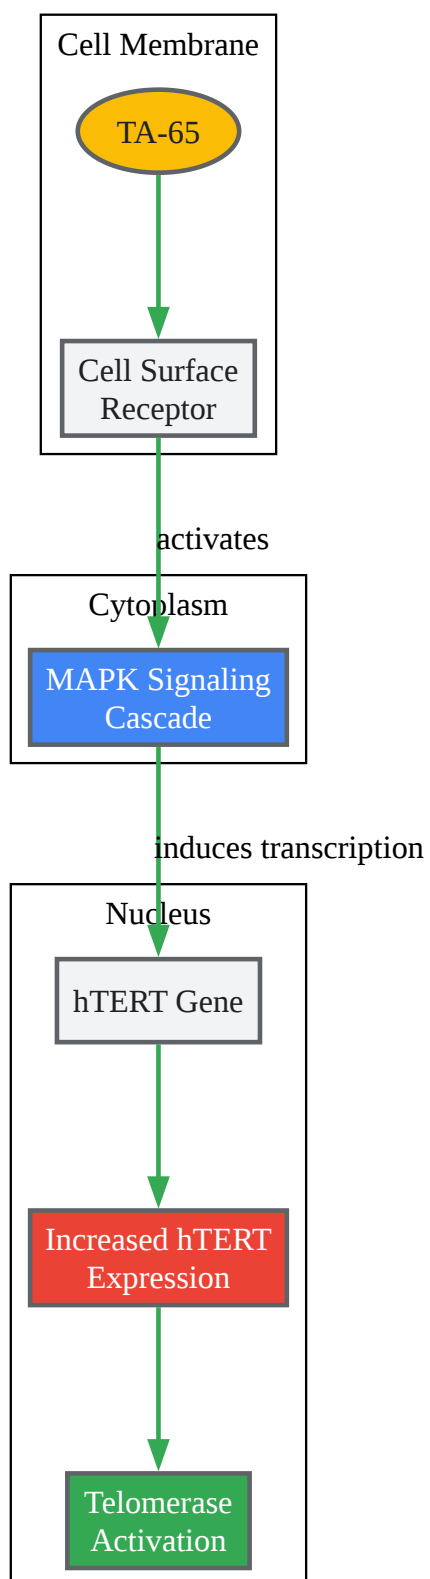 Cell Membrane
TA-65
Cell Surface
Receptor
activates
Cytoplasm
MAPK Signaling
Cascade
induces transcription
Nucleus
hTERT Gene
Increased hTERT
Expression
Telomerase
Activation